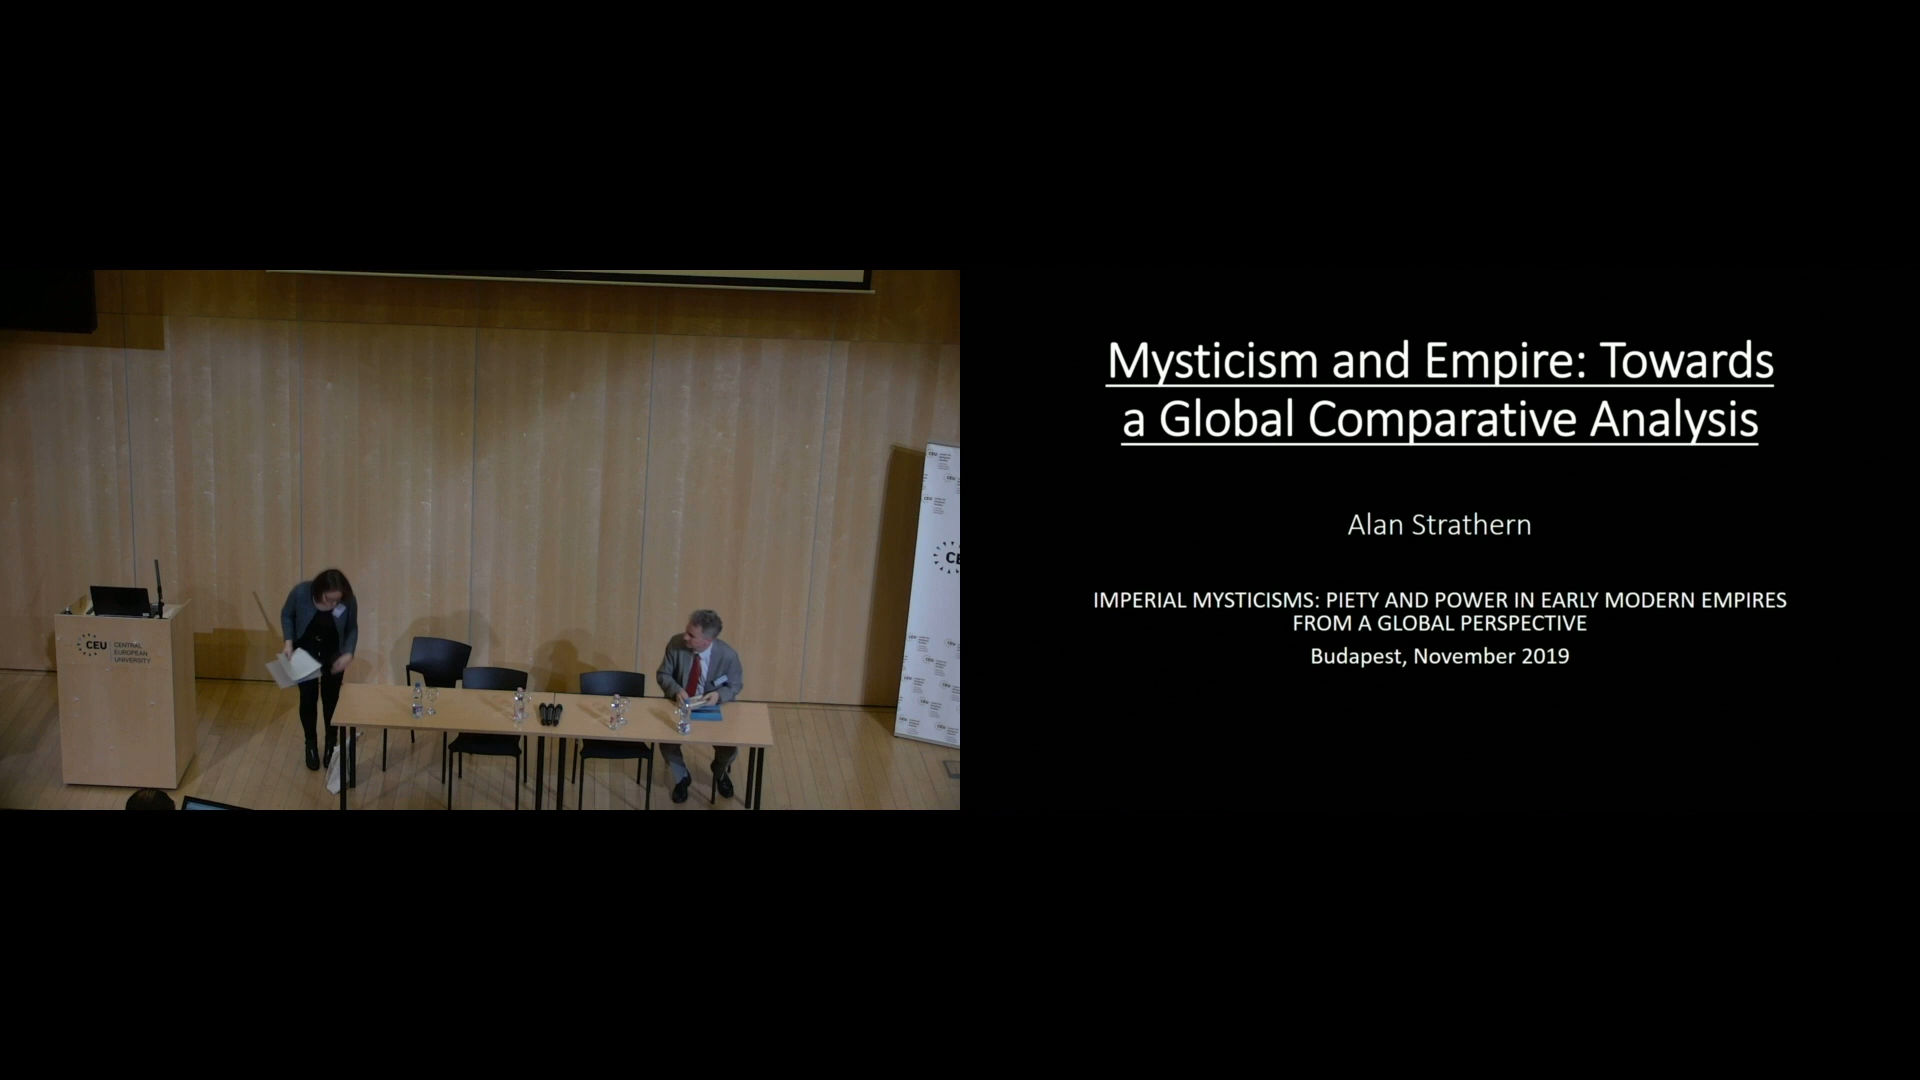 CEU
CENTRAL
EUROPEAN
UNIVERSITY
CEU
Mysticism and Empire: Towards
a Global Comparative Analysis
Alan Strathern
IMPERIAL MYSTICISMS: PIETY AND POWER IN EARLY MODERN EMPIRES
FROM A GLOBAL PERSPECTIVE
Budapest, November 2019